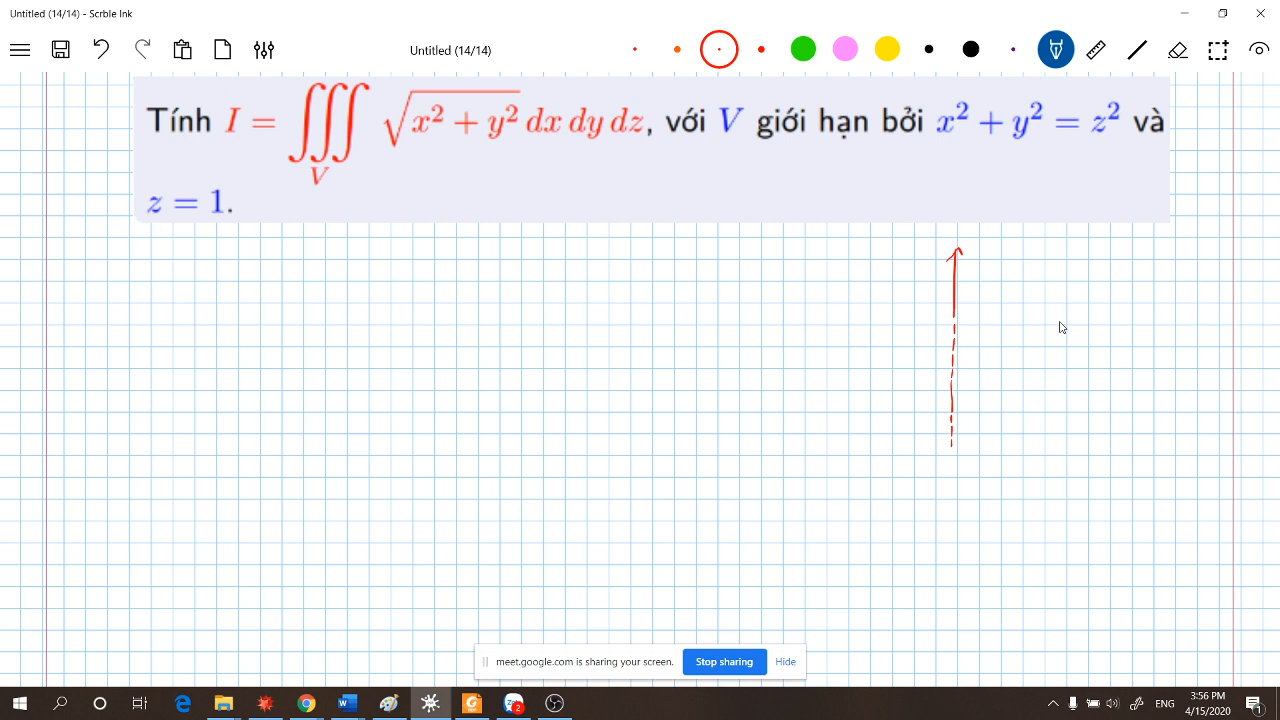 Untitled (14/14) - Scrble Ink
Untitled (14/14)
Tính I = ∭_V √(x² + y²) dx dy dz, với V giới hạn bởi x² + y² = z² và
z = 1.
meet.google.com is sharing your screen. Stop sharing Hide
3:56 PM
ENG
4/15/2020